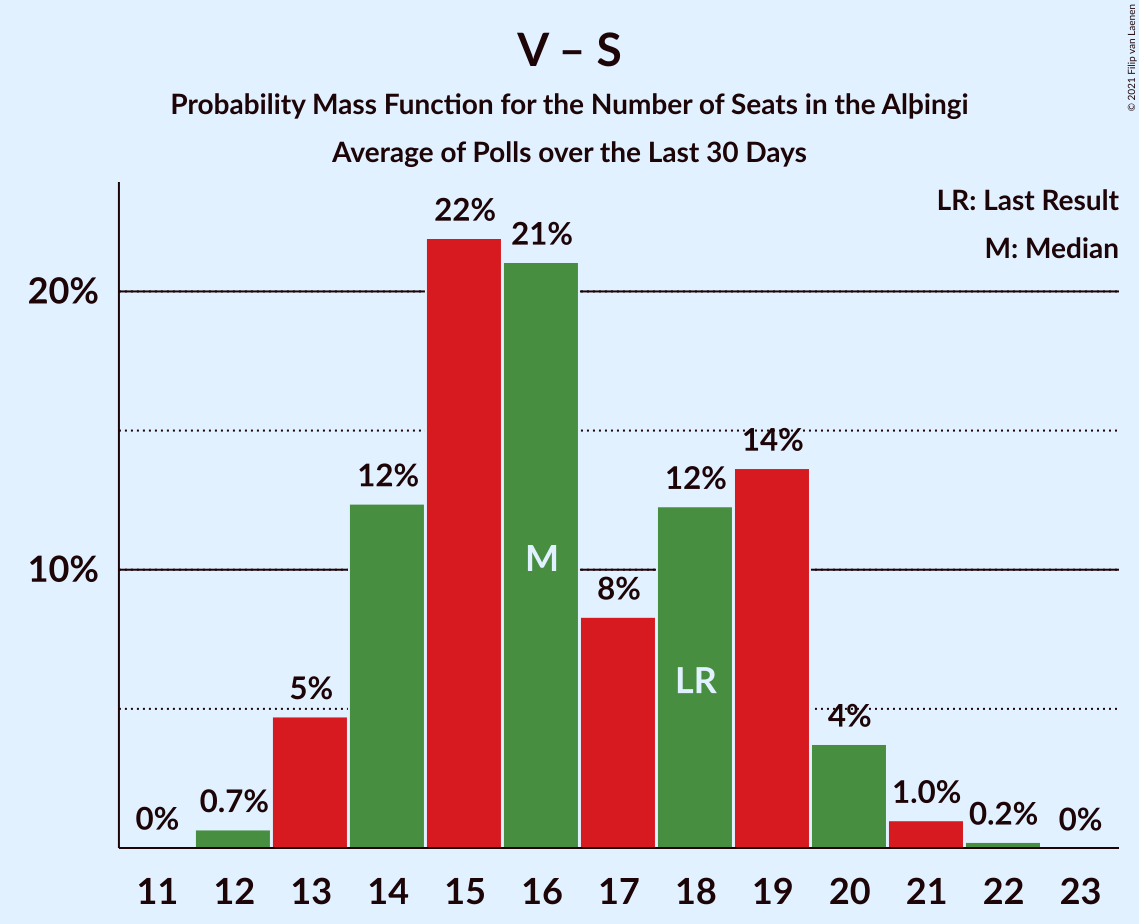 V – S
Probability Mass Function for the Number of Seats in the Alþingi
Average of Polls over the Last 30 Days
© 2021 Filip van Laenen
LR: Last Result
M: Median
20%
10%
0%
0.7%
5%
12%
22%
21%
8%
12%
14%
4%
1.0%
0.2%
0%
M
LR
11 12 13 14 15 16 17 18 19 20 21 22 23